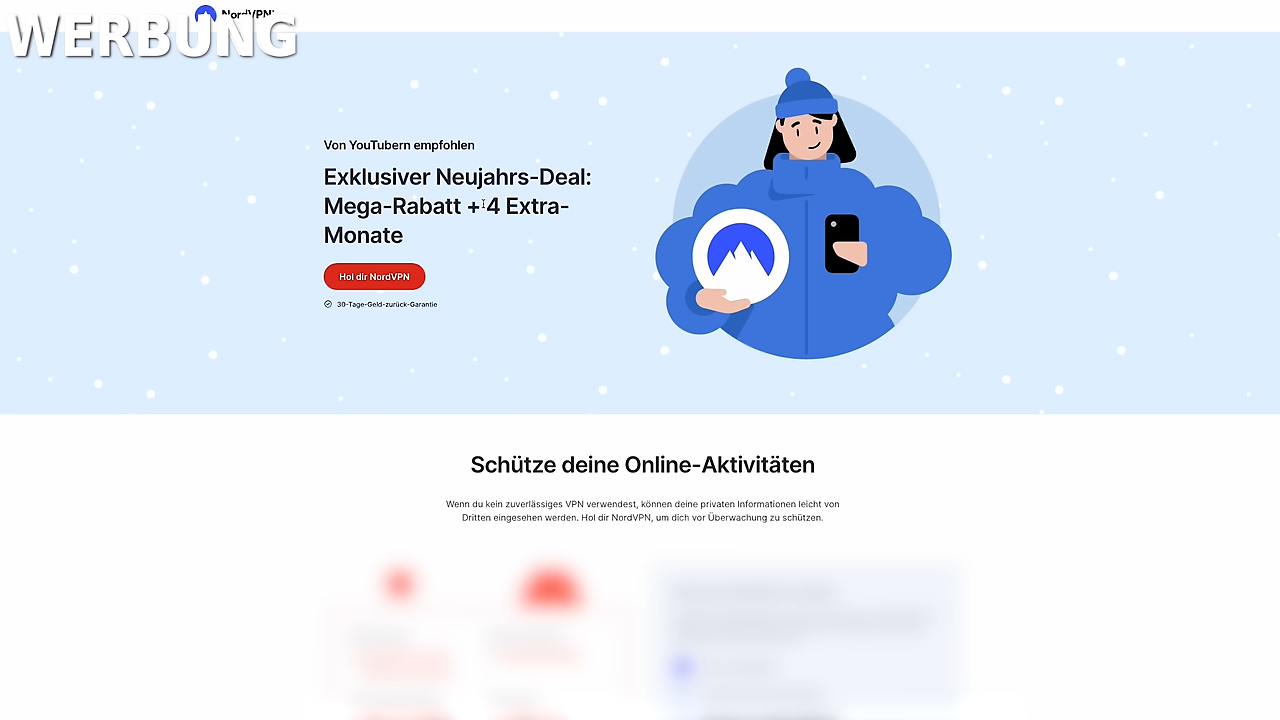 NordVPN
WERBUNG
Von YouTubern empfohlen
Exklusiver Neujahrs-Deal:
Mega-Rabatt + 4 Extra-
Monate
Hol dir NordVPN
30-Tage-Geld-zurück-Garantie
Schütze deine Online-Aktivitäten
Wenn du kein zuverlässiges VPN verwendest, können deine privaten Informationen leicht von
Dritten eingesehen werden. Hol dir NordVPN, um dich vor Überwachung zu schützen.